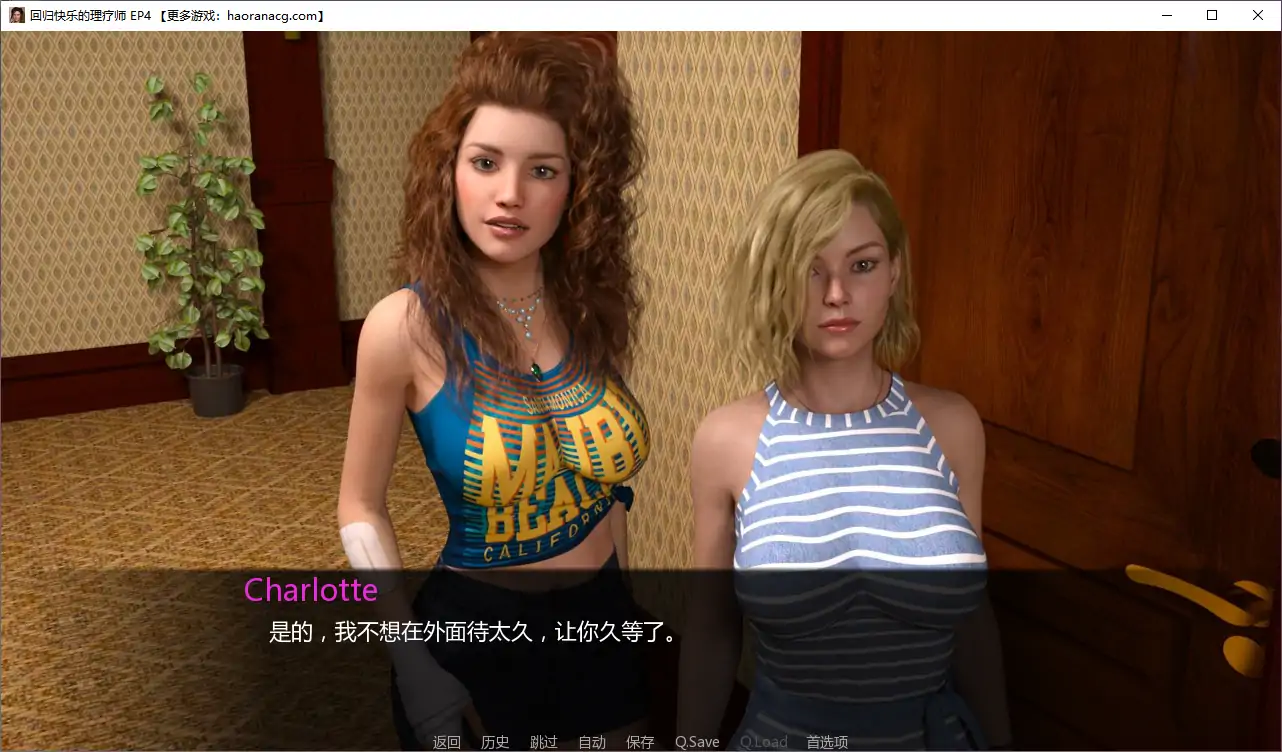 回归快乐的理疗师 EP4 【更多游戏：haoranacg.com】
SANTA MONICA
MALIBU
BEACH
CALIFORNIA
Charlotte
是的，我不想在外面待太久，让你久等了。
返回 历史 跳过 自动 保存 Q.Save Q.Load 首选项